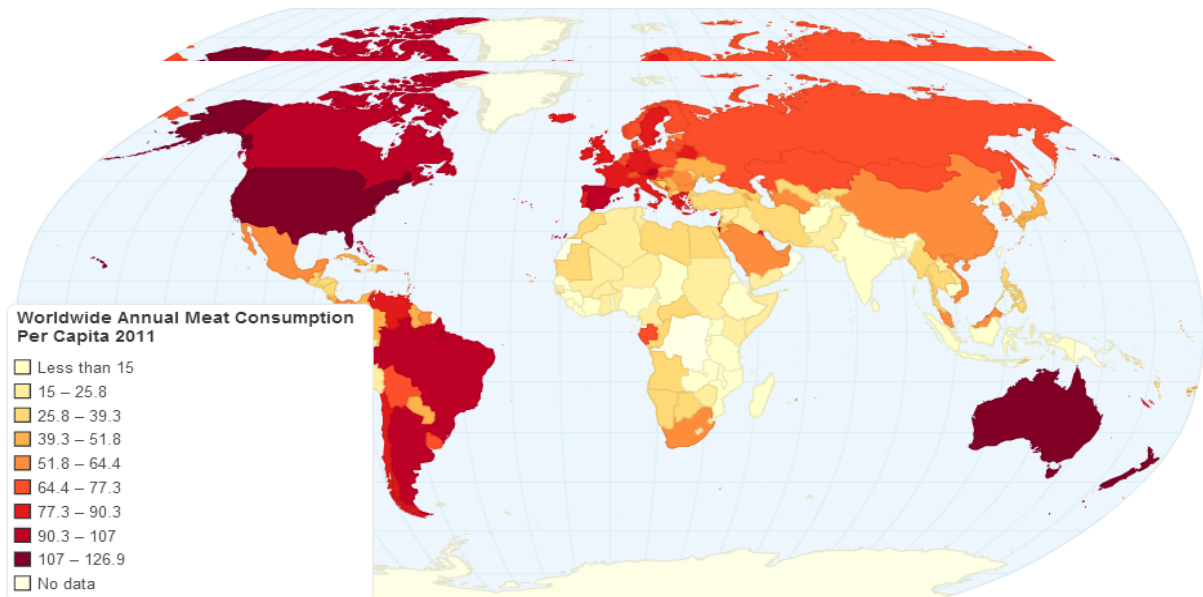 Worldwide Annual Meat Consumption
Per Capita 2011
Less than 15
15 – 25.8
25.8 – 39.3
39.3 – 51.8
51.8 – 64.4
64.4 – 77.3
77.3 – 90.3
90.3 – 107
107 – 126.9
No data